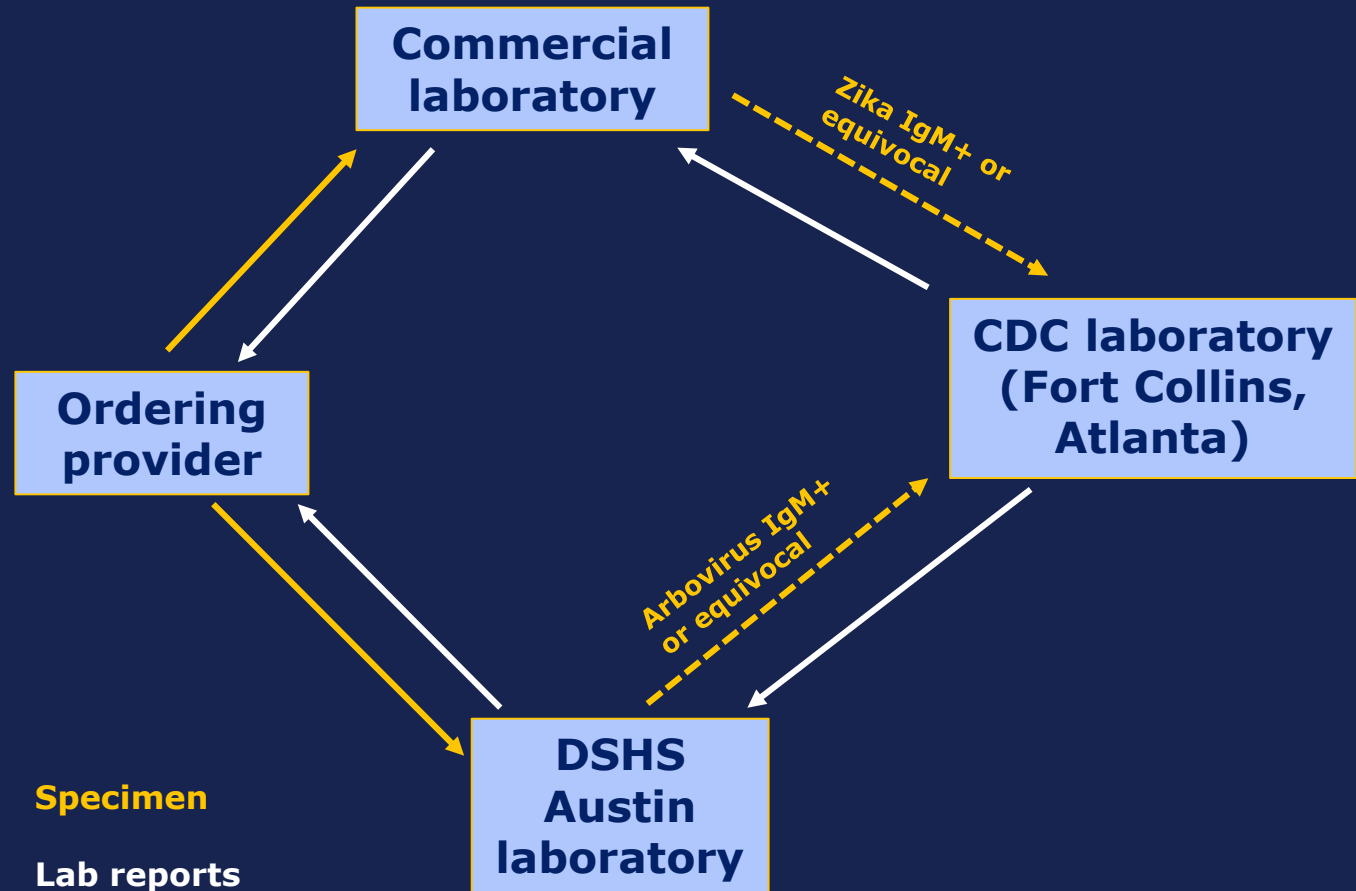 Commercial
laboratory
Zika IgM+ or
equivocal
CDC laboratory
(Fort Collins,
Atlanta)
Ordering
provider
Arbovirus IgM+
or equivocal
DSHS
Austin
laboratory
Specimen
Lab reports